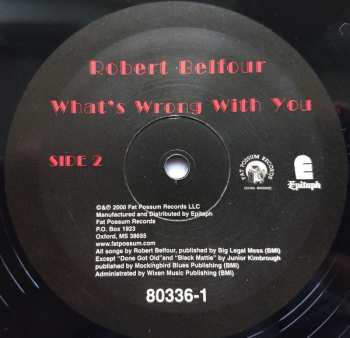 Robert Belfour
What's Wrong With You
SIDE 2
FAT POSSUM RECORDS
Epitaph
©&℗ 2000 Fat Possum Records LLC
Manufactured and Distributed by Epitaph
Fat Possum Records
P.O. Box 1923
Oxford, MS 38655
www.fatpossum.com
All songs by Robert Belfour, published by Big Legal Mess (BMI)
Except "Done Got Old"and "Black Mattie" by Junior Kimbrough
published by Mockingbird Blues Publishing (BMI)
Administrated by Wixen Music Publishing (BMI)
80336-1